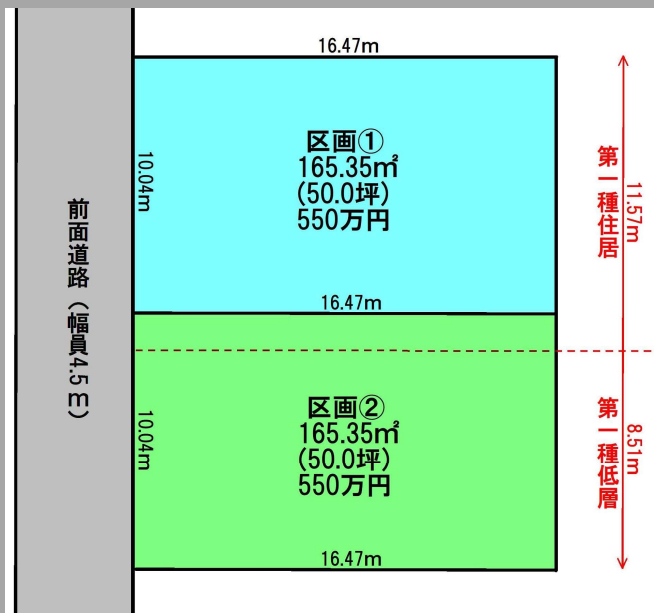 16.47m
区画①
165.35㎡
(50.0坪)
550万円
10.04m
16.47m
前面道路（幅員4.5ｍ）
第一種住居
11.57m
区画②
165.35㎡
(50.0坪)
550万円
10.04m
16.47m
第一種低層
8.51m